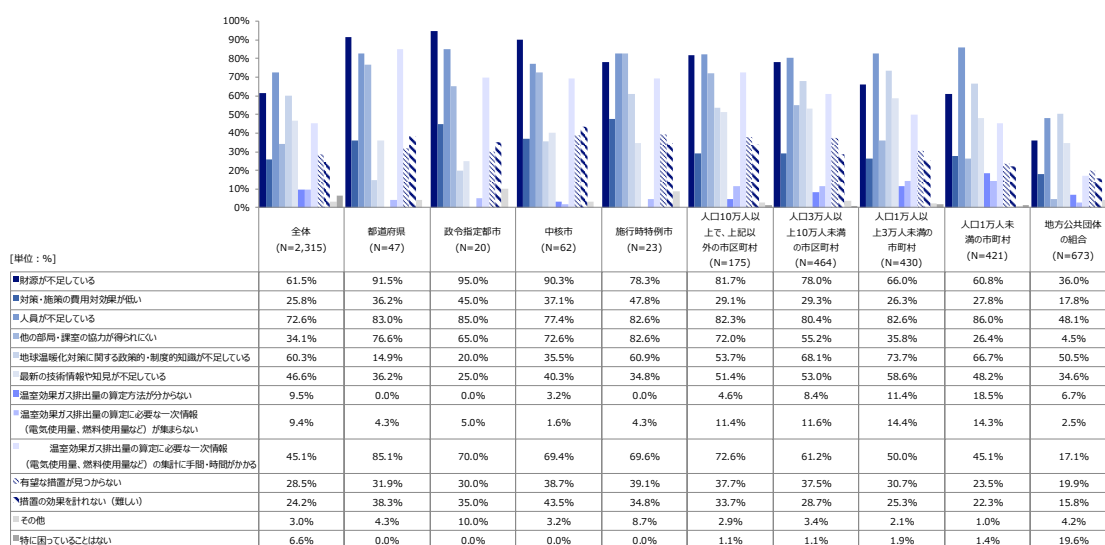 100%
90%
80%
70%
60%
50%
40%
30%
20%
10%
0%
[単位：%]
全体
(N=2,315)
都道府県
(N=47)
政令指定都市
(N=20)
中核市
(N=62)
施行時特例市
(N=23)
人口10万人以
上で、上記以
外の市区町村
(N=175)
人口3万人以
上10万人未満
の市区町村
(N=464)
人口1万人以
上3万人未満の
市町村
(N=430)
人口1万人未
満の市町村
(N=421)
地方公共団体
の組合
(N=673)
財源が不足している 61.5% 91.5% 95.0% 90.3% 78.3% 81.7% 78.0% 66.0% 60.8% 36.0%
対策・施策の費用対効果が低い 25.8% 36.2% 45.0% 37.1% 47.8% 29.1% 29.3% 26.3% 27.8% 17.8%
人員が不足している 72.6% 83.0% 85.0% 77.4% 82.6% 82.3% 80.4% 82.6% 86.0% 48.1%
他の部局・課室の協力が得られにくい 34.1% 76.6% 65.0% 72.6% 82.6% 72.0% 55.2% 35.8% 26.4% 4.5%
地球温暖化対策に関する政策的・制度的知識が不足している 60.3% 14.9% 20.0% 35.5% 60.9% 53.7% 68.1% 73.7% 66.7% 50.5%
最新の技術情報や知見が不足している 46.6% 36.2% 25.0% 40.3% 34.8% 51.4% 53.0% 58.6% 48.2% 34.6%
温室効果ガス排出量の算定方法が分からない 9.5% 0.0% 0.0% 3.2% 0.0% 4.6% 8.4% 11.4% 18.5% 6.7%
温室効果ガス排出量の算定に必要な一次情報
（電気使用量、燃料使用量など）が集まらない 9.4% 4.3% 5.0% 1.6% 4.3% 11.4% 11.6% 14.4% 14.3% 2.5%
温室効果ガス排出量の算定に必要な一次情報
（電気使用量、燃料使用量など）の集計に手間・時間がかかる 45.1% 85.1% 70.0% 69.4% 69.6% 72.6% 61.2% 50.0% 45.1% 17.1%
有望な措置が見つからない 28.5% 31.9% 30.0% 38.7% 39.1% 37.7% 37.5% 30.7% 23.5% 19.9%
措置の効果を計れない（難しい） 24.2% 38.3% 35.0% 43.5% 34.8% 33.7% 28.7% 25.3% 22.3% 15.8%
その他 3.0% 4.3% 10.0% 3.2% 8.7% 2.9% 3.4% 2.1% 1.0% 4.2%
特に困っていることはない 6.6% 0.0% 0.0% 0.0% 0.0% 1.1% 1.1% 1.9% 1.4% 19.6%